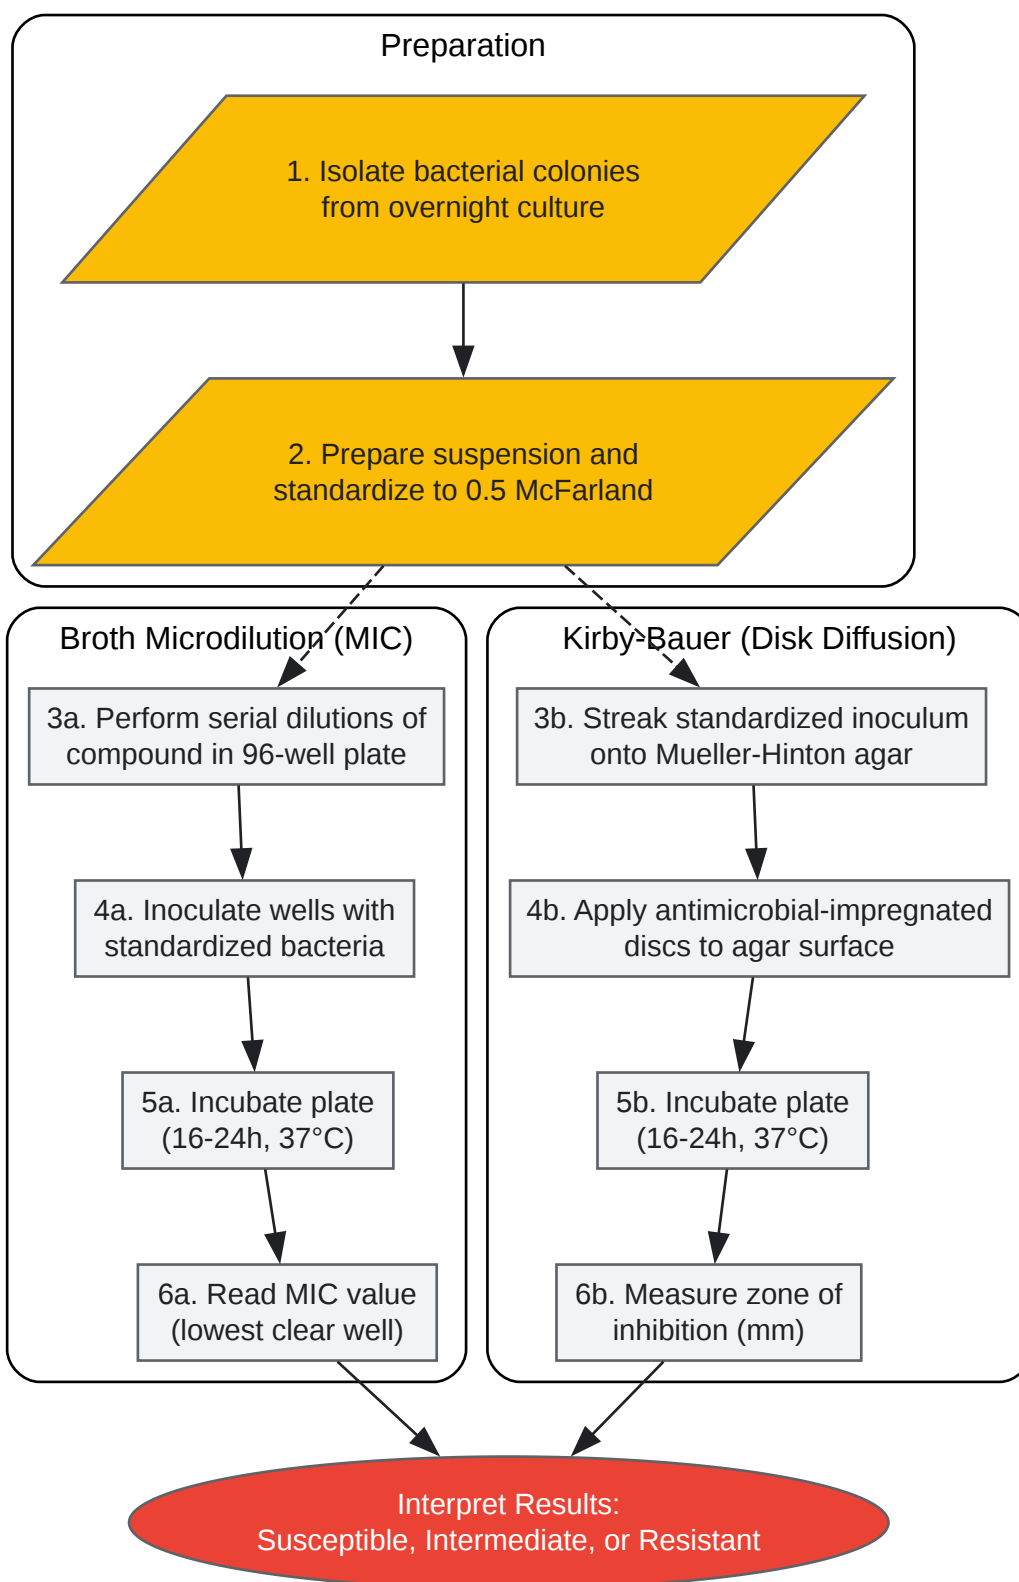 Preparation
1. Isolate bacterial colonies
from overnight culture
2. Prepare suspension and
standardize to 0.5 McFarland
Broth Microdilution (MIC)
3a. Perform serial dilutions of
compound in 96-well plate
4a. Inoculate wells with
standardized bacteria
5a. Incubate plate
(16-24h, 37°C)
6a. Read MIC value
(lowest clear well)
Kirby-Bauer (Disk Diffusion)
3b. Streak standardized inoculum
onto Mueller-Hinton agar
4b. Apply antimicrobial-impregnated
discs to agar surface
5b. Incubate plate
(16-24h, 37°C)
6b. Measure zone of
inhibition (mm)
Interpret Results:
Susceptible, Intermediate, or Resistant